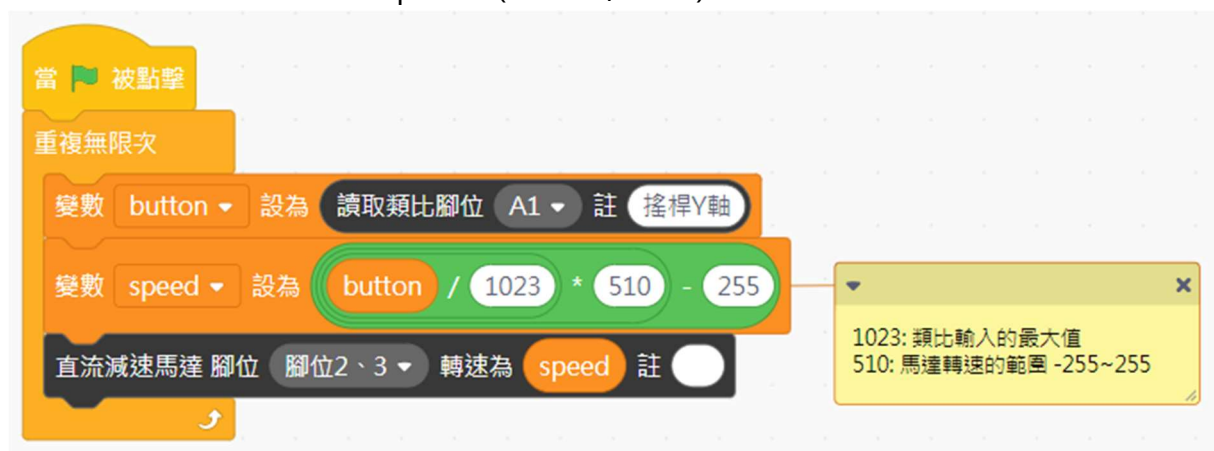 當 被點擊
重複無限次
變數 button 設為 讀取類比腳位 A1 註 搖桿Y軸
變數 speed 設為 button / 1023 * 510 - 255
1023: 類比輸入的最大值
510: 馬達轉速的範圍 -255~255
直流減速馬達 腳位 腳位2、3 轉速為 speed 註